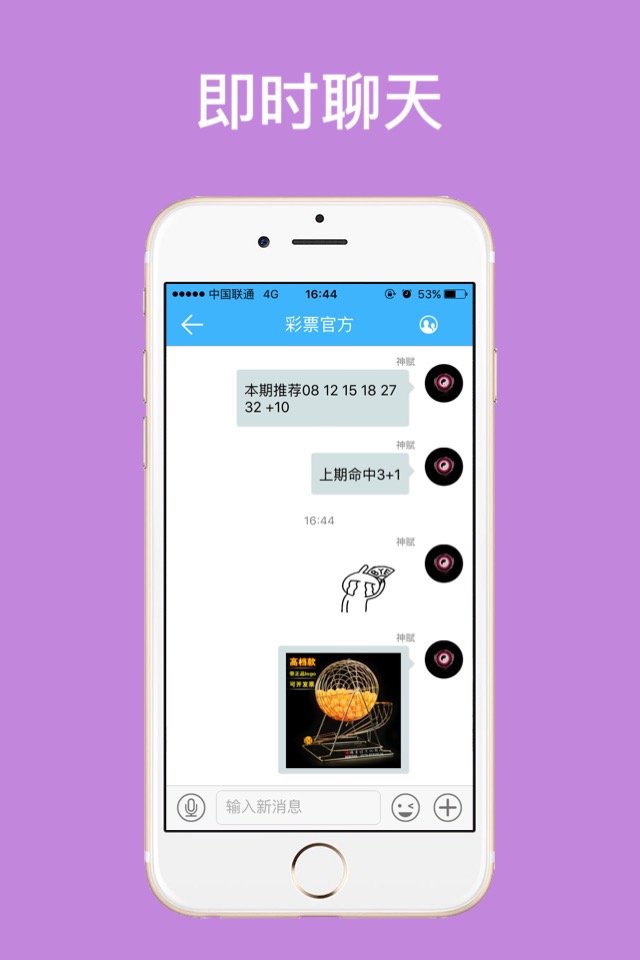 即时聊天
中国联通 4G 16:44 53%
彩票官方
神赋
本期推荐08 12 15 18 27
32 +10
神赋
上期命中3+1
16:44
神赋
神赋
高档款
带正品logo
可开发票
输入新消息